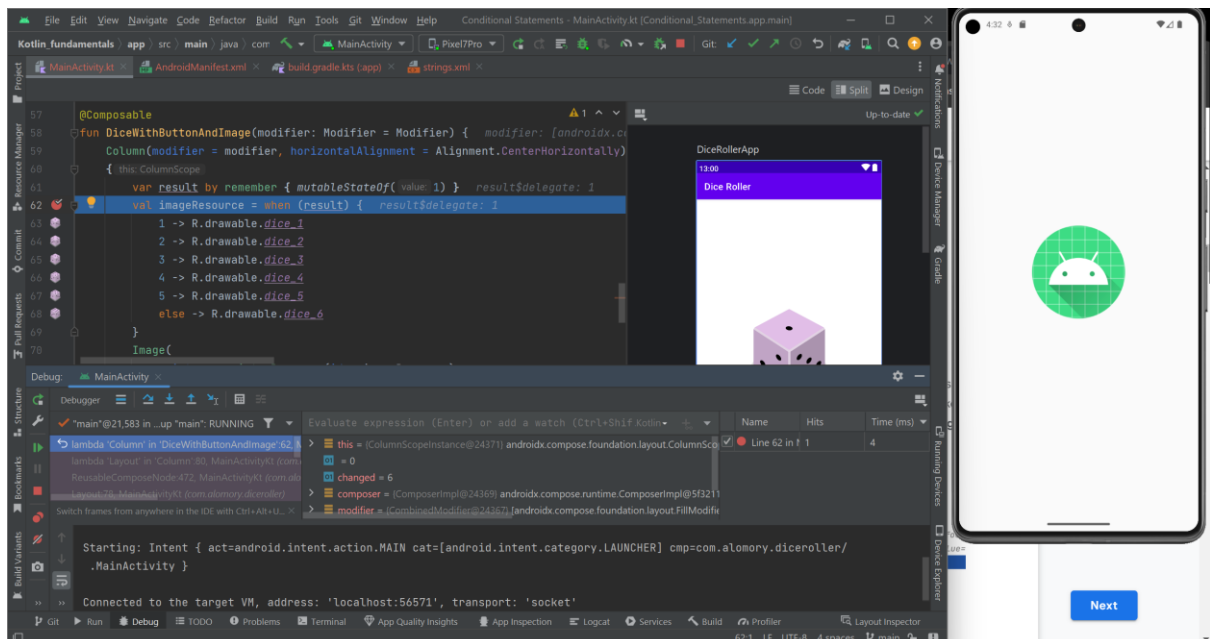 File Edit View Navigate Code Refactor Build Run Tools Git Window Help Conditional Statements - MainActivity.kt [Conditional_Statements.app.main]
Kotlin_fundamentals app src main java com MainActivity Pixel7Pro Git:
MainActivity.kt AndroidManifest.xml build.gradle.kts (:app) strings.xml
Code Split Design
57 @Composable 1
Up-to-date
58 fun DiceWithButtonAndImage(modifier: Modifier = Modifier) { modifier: [androidx.co
59 Column(modifier = modifier, horizontalAlignment = Alignment.CenterHorizontally)
60 { this: ColumnScope
61 var result by remember { mutableStateOf( value: 1) } result$delegate: 1
62 val imageResource = when (result) { result$delegate: 1
63 1 -> R.drawable.dice_1
64 2 -> R.drawable.dice_2
65 3 -> R.drawable.dice_3
66 4 -> R.drawable.dice_4
67 5 -> R.drawable.dice_5
68 else -> R.drawable.dice_6
69 }
70 Image(
DiceRollerApp
13:00
Dice Roller
Project
Resource Manager
Commit
Pull Requests
Structure
Bookmarks
Build Variants
Notifications
Device Manager
Gradle
Running Devices
Device Explorer
Debug: MainActivity
Debugger
"main"@21,583 in ...up "main": RUNNING
Evaluate expression (Enter) or add a watch (Ctrl+Shif Kotlin
Name Hits Time (ms)
lambda 'Column' in 'DiceWithButtonAndImage':62, M
this = {ColumnScopeInstance@24371} androidx.compose.foundation.layout.ColumnSco
Line 62 in M 1 4
lambda 'Layout' in 'Column':80, MainActivityKt (com.a
= 0
ReusableComposeNode:472, MainActivityKt (com.alo
changed = 6
Layout:78, MainActivityKt (com.alomory.diceroller)
composer = {ComposerImpl@24369} androidx.compose.runtime.ComposerImpl@5f3211
Switch frames from anywhere in the IDE with Ctrl+Alt+U...
modifier = {CombinedModifier@24367} [androidx.compose.foundation.layout.FillModifie
Starting: Intent { act=android.intent.action.MAIN cat=[android.intent.category.LAUNCHER] cmp=com.alomory.diceroller/
.MainActivity }
Connected to the target VM, address: 'localhost:56571', transport: 'socket'
Git Run Debug TODO Problems Terminal App Quality Insights App Inspection Logcat Services Build Profiler Layout Inspector
62:1 LF UTF-8 4 spaces main
4:32
Next